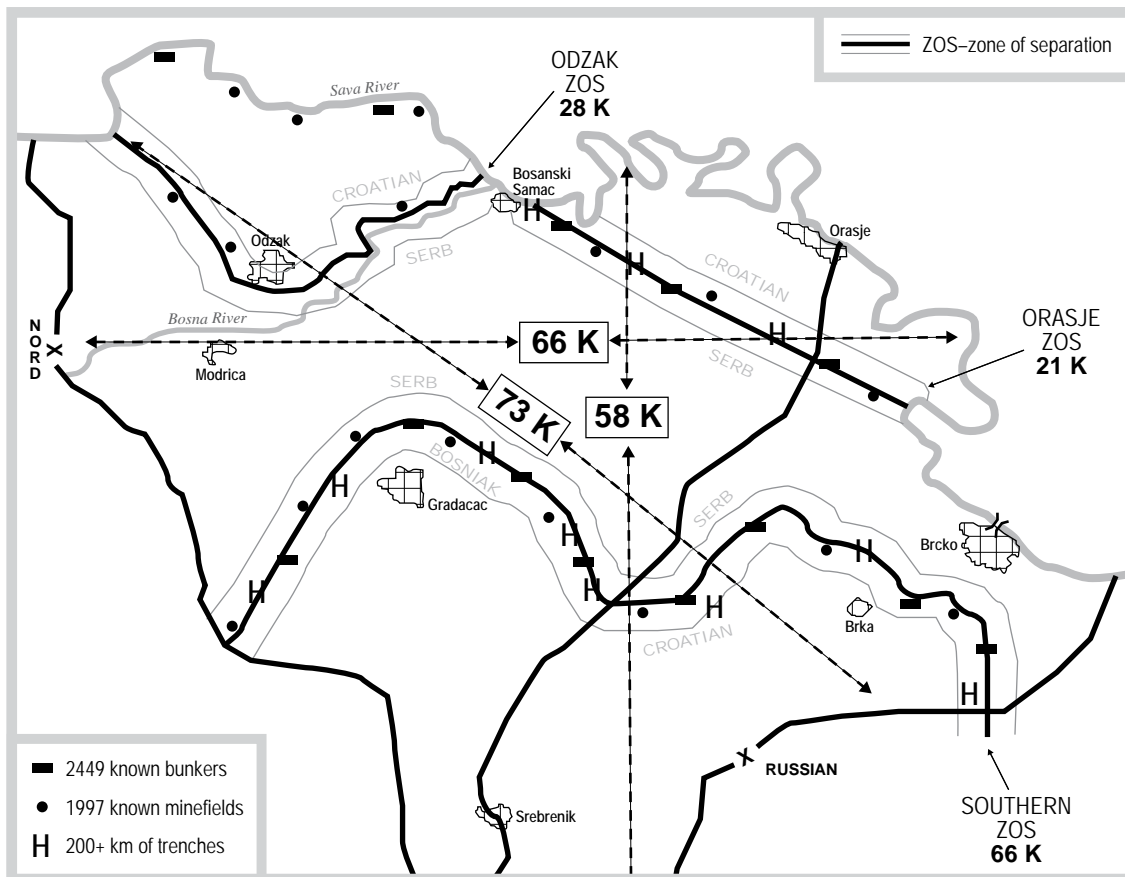 ZOS–zone of separation
ODZAK
ZOS
28 K
Sava River
Bosanski
Samac
H
CROATIAN
Odzak
SERB
Orasje
H
CROATIAN
Bosna River
H
NORD
X
66 K
SERB
ORASJE
ZOS
21 K
Modrica
SERB
73 K
58 K
BOSNIAK
H
H
Gradacac
SERB
H
H
Brcko
H
H
H
Brka
CROATIAN
H
X
RUSSIAN
2449 known bunkers
1997 known minefields
H 200+ km of trenches
Srebrenik
SOUTHERN
ZOS
66 K